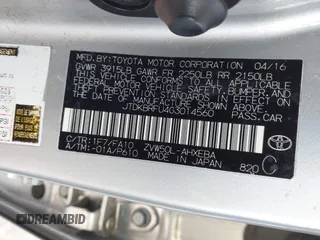 MFD.BY: TOYOTA MOTOR CORPORATION 04/16
GVWR 3915LB GAWR FR 2250LB RR 2150LB
THIS VEHICLE CONFORMS TO ALL APPLICABLE
FEDERAL MOTOR VEHICLE SAFETY, BUMPER, AND
THEFT PREVENTION STANDARDS IN EFFECT ON
THE DATE OF MANUFACTURE SHOWN ABOVE.
JTDKBRFU4G3014560 PASS.CAR
C/TR:1F7/FA10 ZVW50L-AHXEBA
A/TM:-01A/P610 MADE IN JAPAN 820
DREAMBID